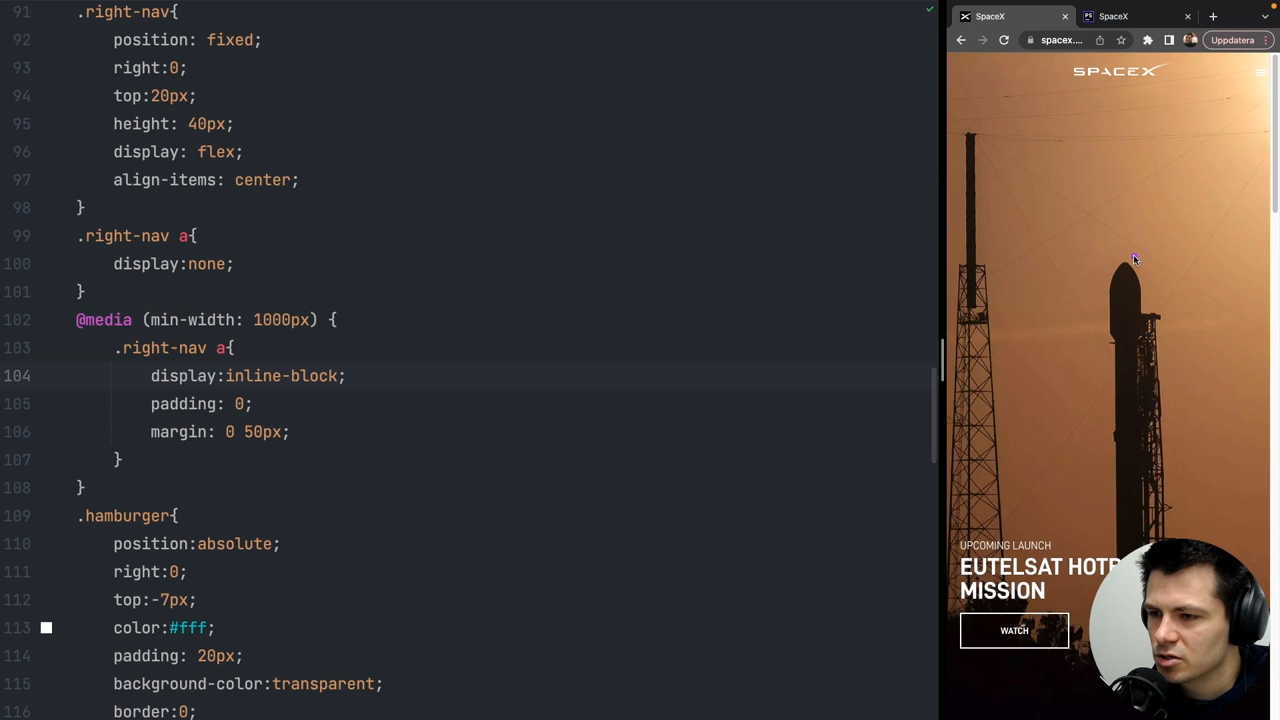 91 .right-nav{
92 position: fixed;
93 right:0;
94 top:20px;
95 height: 40px;
96 display: flex;
97 align-items: center;
98 }
99 .right-nav a{
100 display:none;
101 }
102 @media (min-width: 1000px) {
103 .right-nav a{
104 display:inline-block;
105 padding: 0;
106 margin: 0 50px;
107 }
108 }
109 .hamburger{
110 position:absolute;
111 right:0;
112 top:-7px;
113 color:#fff;
114 padding: 20px;
115 background-color:transparent;
116 border:0;
SpaceX
PS SpaceX
spacex....
Uppdatera
SPACEX
UPCOMING LAUNCH
EUTELSAT HOTB
MISSION
WATCH